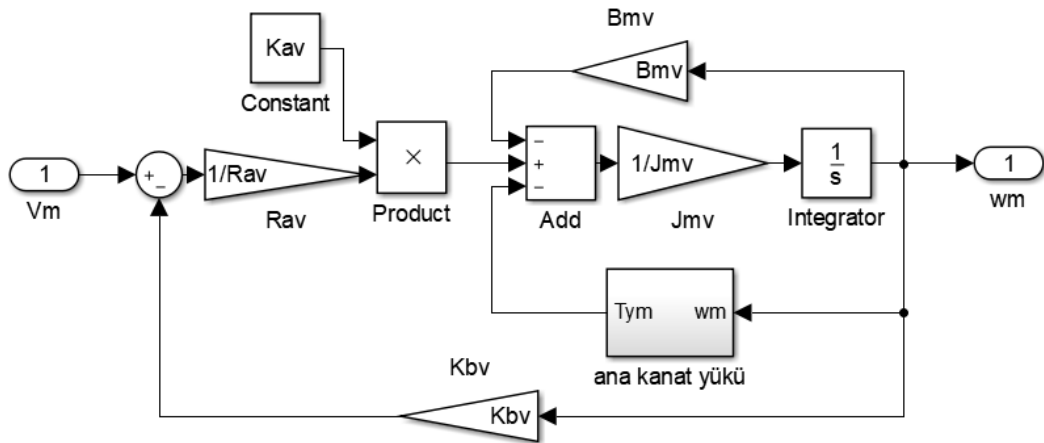 Bmv
Kav
Bmv
Constant
1
Vm
+
−
1/Rav
Rav
×
Product
−
+
−
Add
1/Jmv
Jmv
1
s
Integrator
1
wm
Tym
wm
ana kanat yükü
Kbv
Kbv